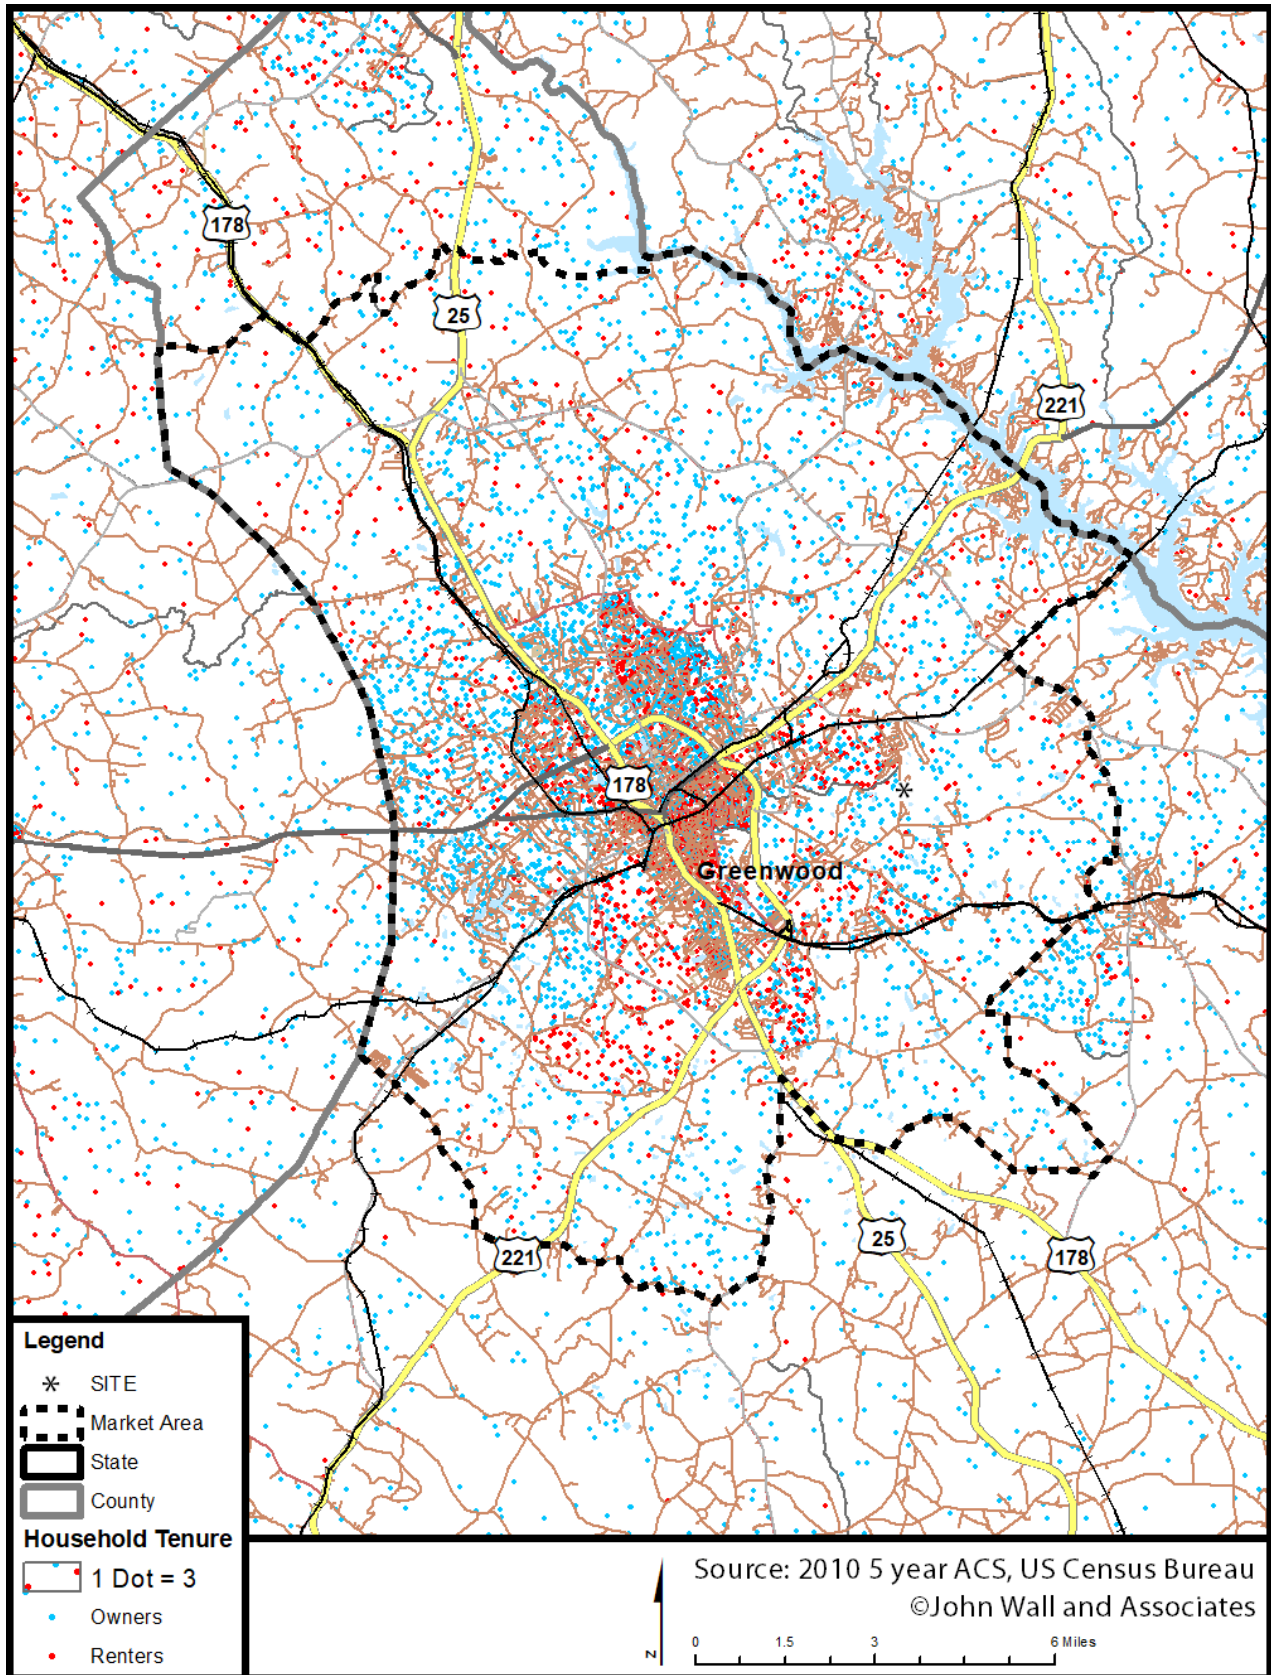 178
25
221
178
Greenwood
25
221
178
Legend
SITE
Market Area
State
County
Household Tenure
1 Dot = 3
Owners
Renters
N
Source: 2010 5 year ACS, US Census Bureau
©John Wall and Associates
0 1.5 3 6 Miles